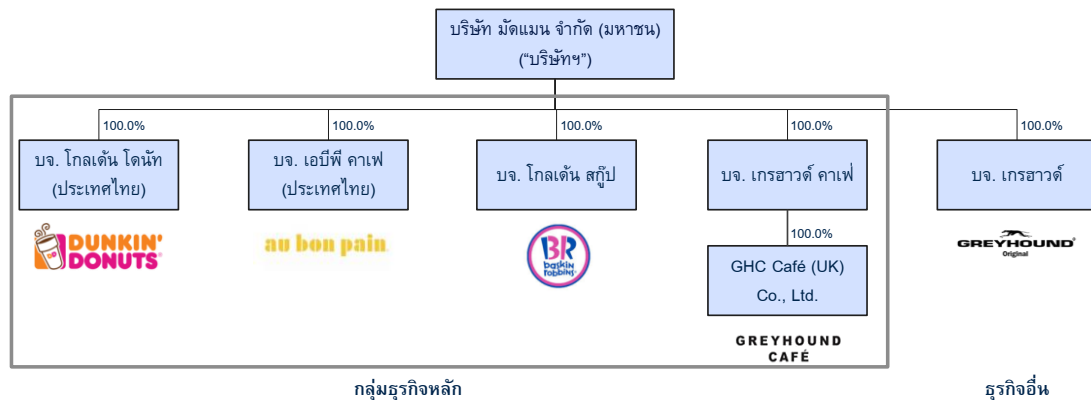 บริษัท มัดแมน จำกัด (มหาชน)
(“บริษัทฯ”)
100.0%
100.0%
100.0%
100.0%
100.0%
บจ. โกลเด้น โดนัท
(ประเทศไทย)
บจ. เอบีพี คาเฟ
(ประเทศไทย)
บจ. โกลเด้น สกู๊ป
บจ. เกรฮาวด์ คาเฟ่
บจ. เกรฮาวด์
DUNKIN'
DONUTS
au bon pain
BR
baskin
robbins
100.0%
GHC Café (UK)
Co., Ltd.
GREYHOUND
Original
GREYHOUND
CAFÉ
กลุ่มธุรกิจหลัก
ธุรกิจอื่น